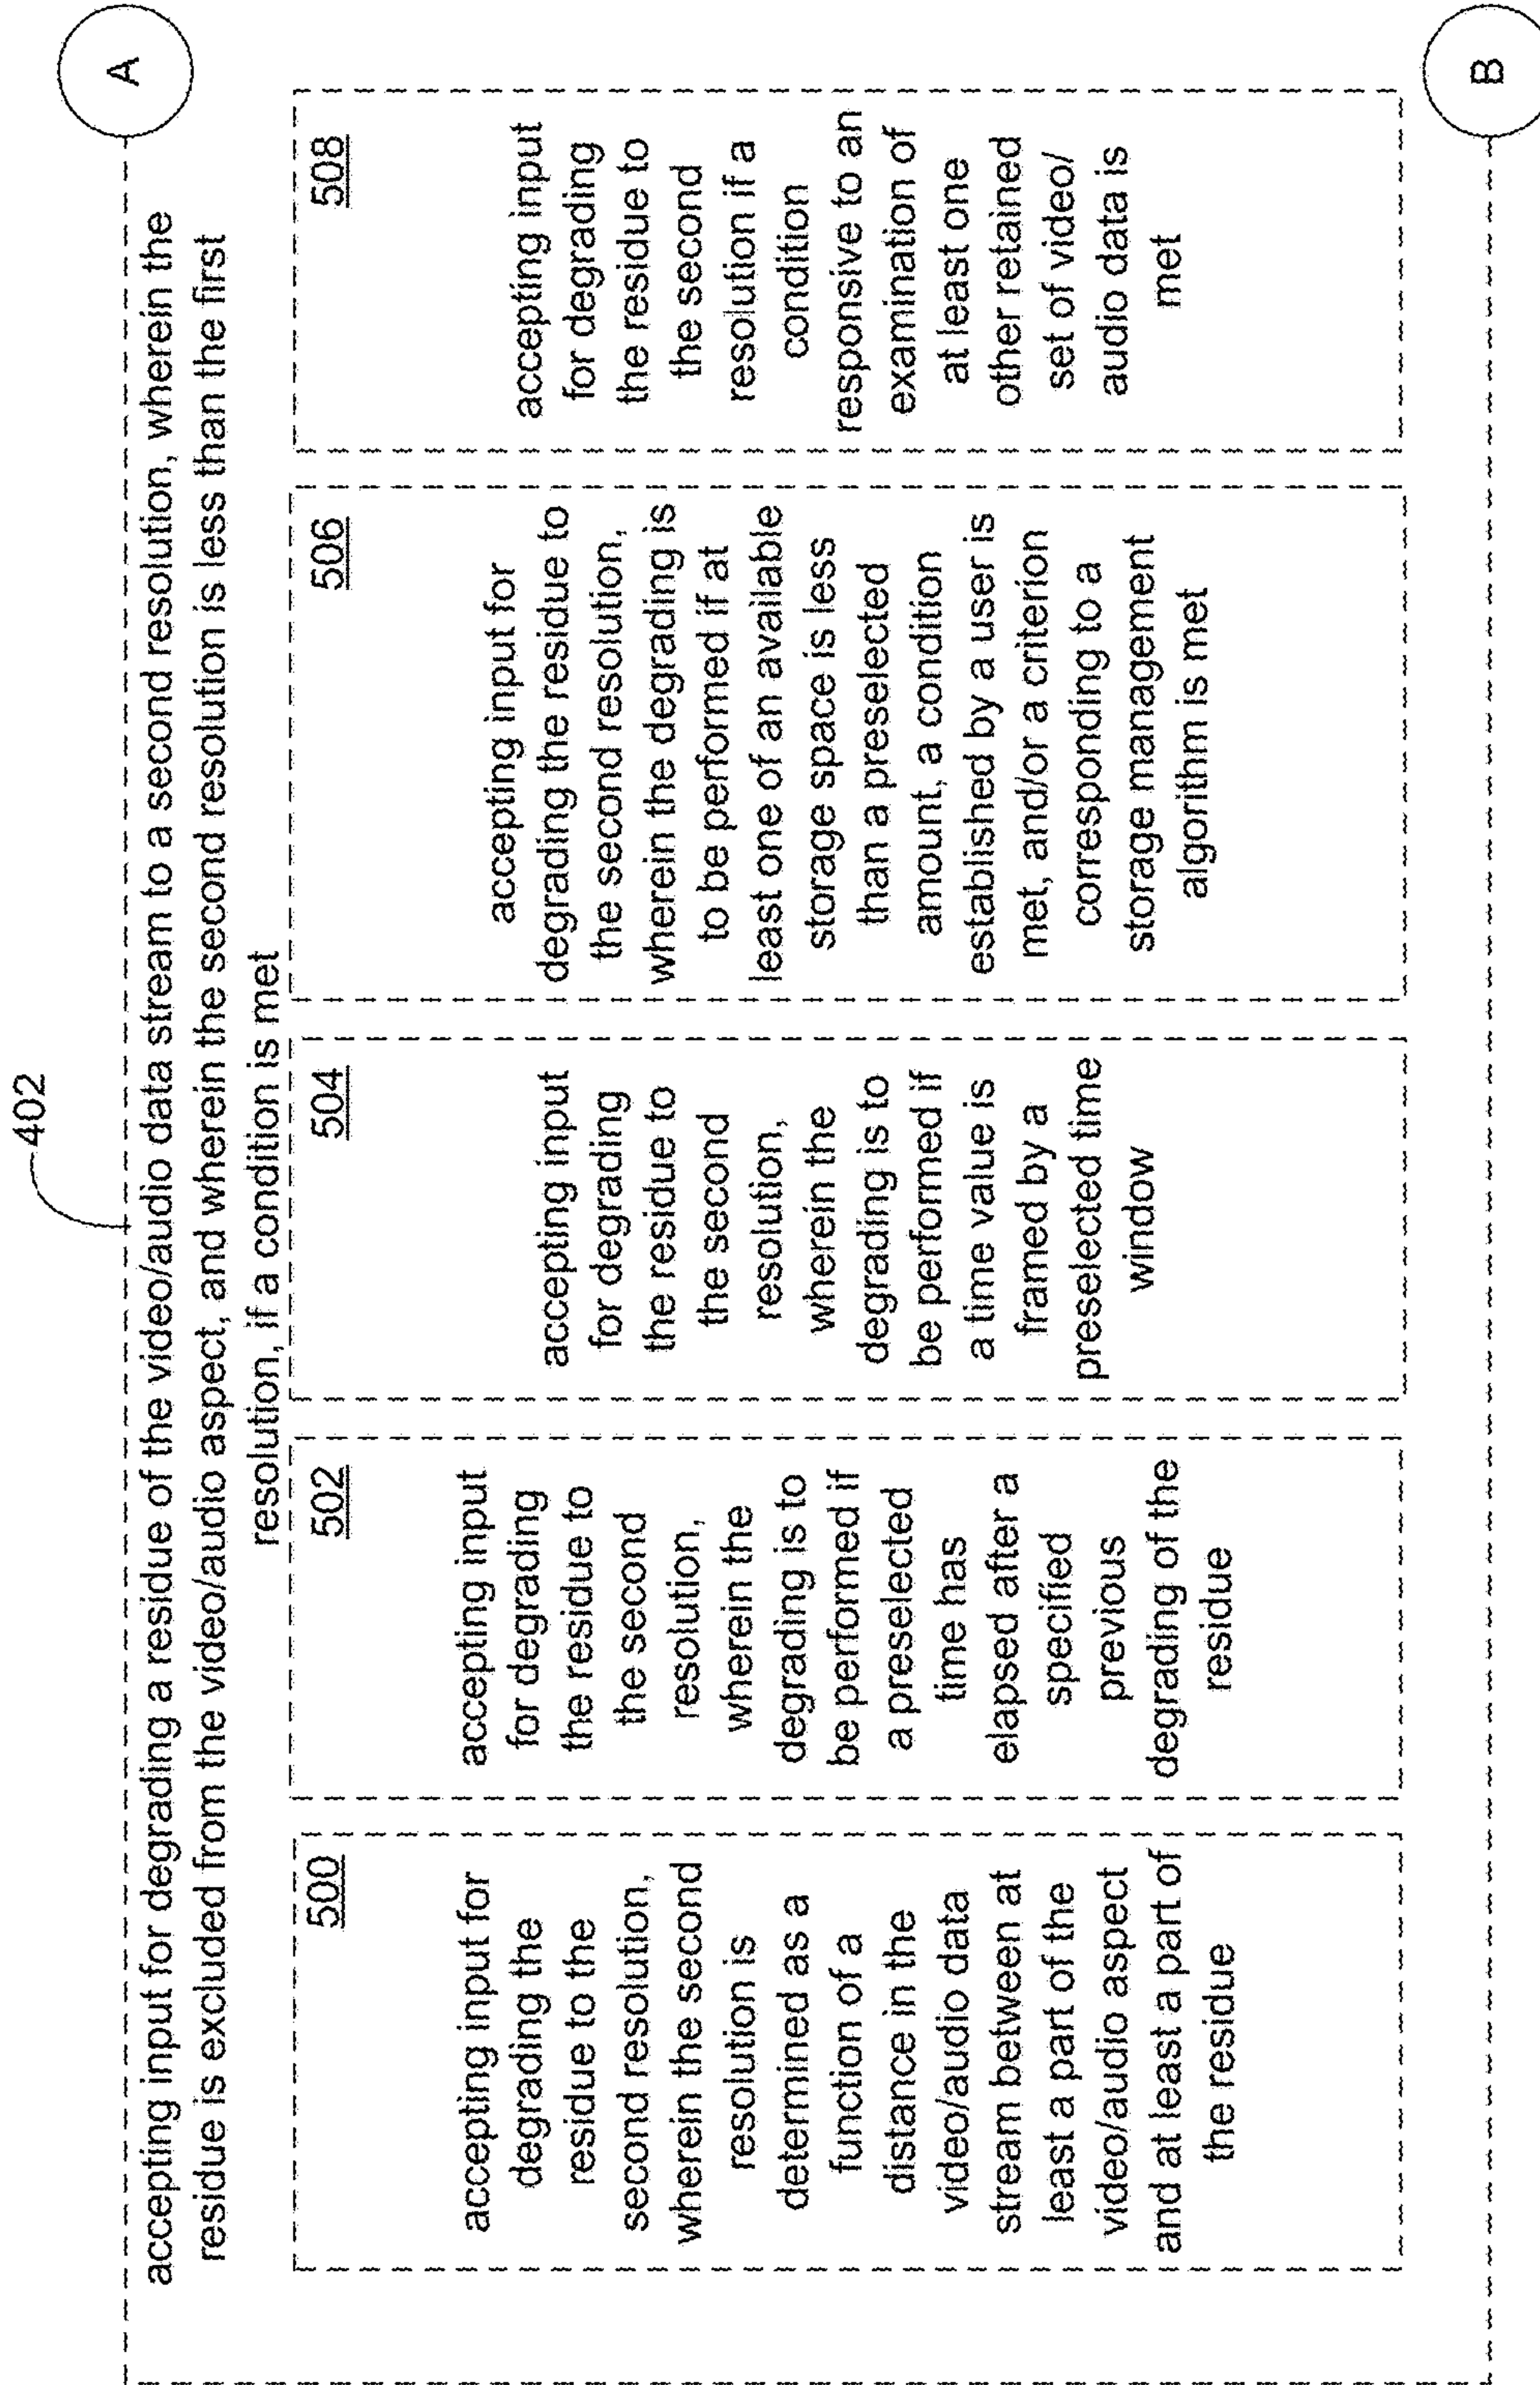 402
A
accepting input for degrading a residue of the video/audio data stream to a second resolution, wherein the
residue is excluded from the video/audio aspect, and wherein the second resolution is less than the first
resolution, if a condition is met
500
accepting input for
degrading the
residue to the
second resolution,
wherein the second
resolution is
determined as a
function of a
distance in the
video/audio data
stream between at
least a part of the
video/audio aspect
and at least a part of
the residue
502
accepting input
for degrading
the residue to
the second
resolution,
wherein the
degrading is to
be performed if
a preselected
time has
elapsed after a
specified
previous
degrading of the
residue
504
accepting input
for degrading
the residue to
the second
resolution,
wherein the
degrading is to
be performed if
a time value is
framed by a
preselected time
window
506
accepting input for
degrading the residue to
the second resolution,
wherein the degrading is
to be performed if at
least one of an available
storage space is less
than a preselected
amount, a condition
established by a user is
met, and/or a criterion
corresponding to a
storage management
algorithm is met
508
accepting input
for degrading
the residue to
the second
resolution if a
condition
responsive to an
examination of
at least one
other retained
set of video/
audio data is
met
B